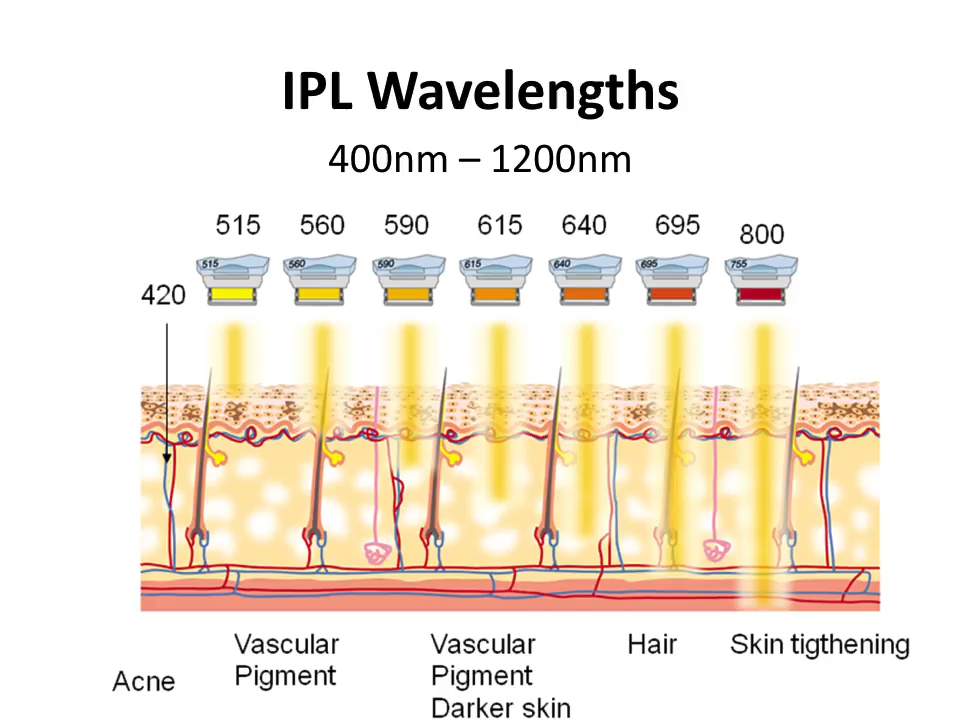 IPL Wavelengths
400nm – 1200nm
515 560 590 615 640 695 800
515 560 590 615 640 695 755
420
Vascular Vascular Hair Skin tigthening
Pigment Pigment
Acne
Darker skin